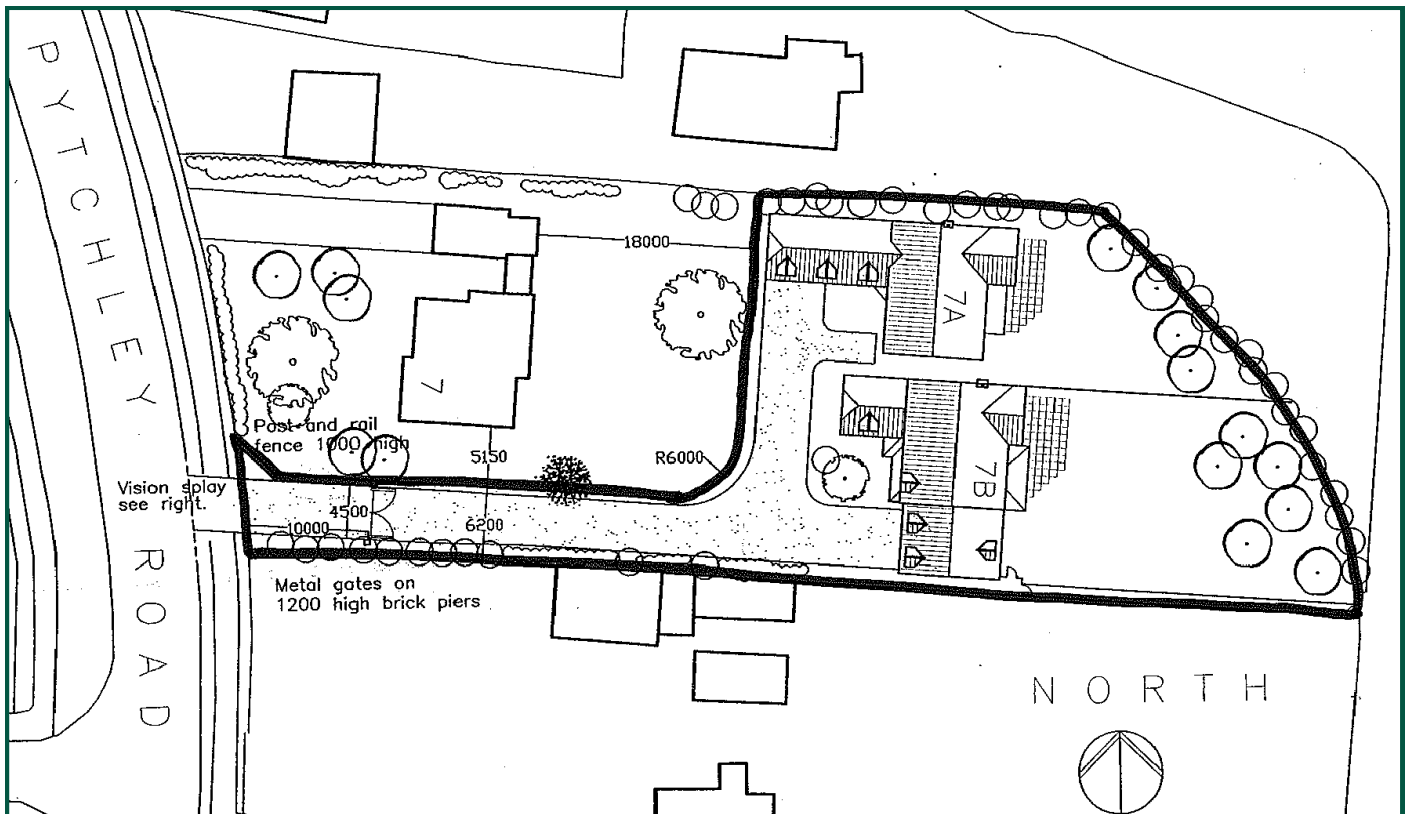 PYTCHLEY ROAD
18000
7A
7
Post and rail
fence 1000 high
5150
R6000
7B
Vision splay
see right.
4500
10000
6200
Metal gates on
1200 high brick piers
NORTH